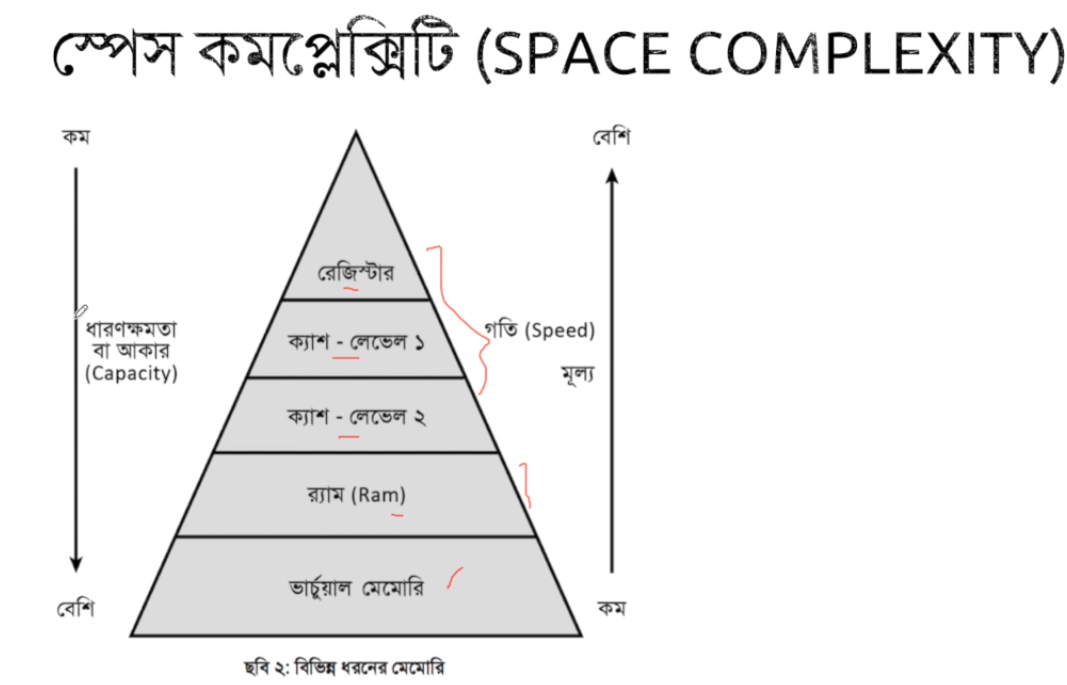 স্পেস কমপ্লেক্সিটি (SPACE COMPLEXITY)
কম
বেশি
রেজিস্টার
ক্যাশ - লেভেল ১
ক্যাশ - লেভেল ২
র‍্যাম (Ram)
ভার্চুয়াল মেমোরি
ধারণক্ষমতা
বা আকার
(Capacity)
গতি (Speed)
মূল্য
বেশি
কম
ছবি ২: বিভিন্ন ধরনের মেমোরি